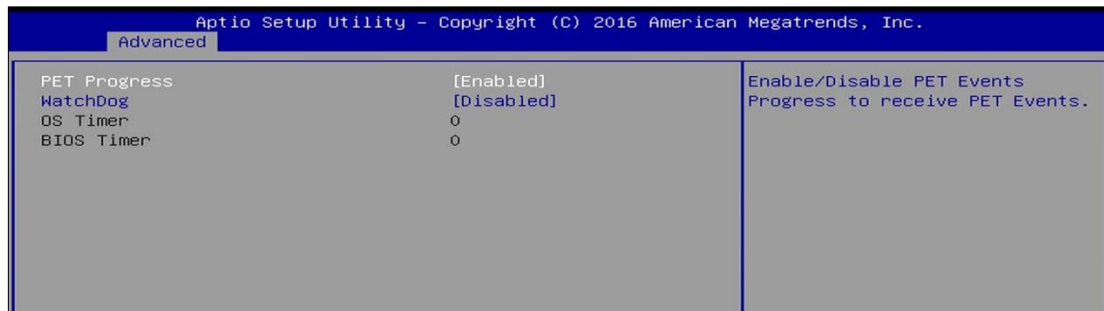 Aptio Setup Utility – Copyright (C) 2016 American Megatrends, Inc.
Advanced
PET Progress [Enabled]
WatchDog [Disabled]
OS Timer 0
BIOS Timer 0
Enable/Disable PET Events
Progress to receive PET Events.